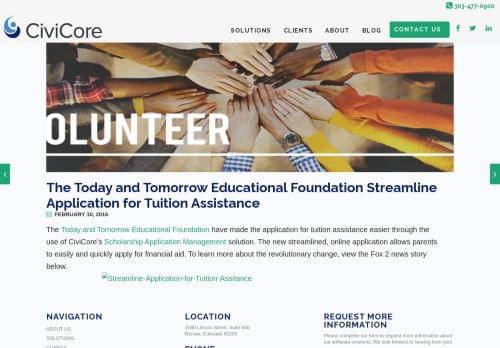 303-477-0900
CiviCore
SOLUTIONS CLIENTS ABOUT BLOG CONTACT US
OLUNTEER
The Today and Tomorrow Educational Foundation Streamline
Application for Tuition Assistance
FEBRUARY 10, 2016
The Today and Tomorrow Educational Foundation have made the application for tuition assistance easier through the
use of CiviCore's Scholarship Application Management solution. The new streamlined, online application allows parents
to easily and quickly apply for financial aid. To learn more about the revolutionary change, view the Fox 2 news story
below.
Streamline-Application-for-Tuition-Assitance
NAVIGATION
ABOUT US
SOLUTIONS
CLIENTS
LOCATION
1580 Lincoln Street, Suite 600
Denver, Colorado 80203
PHONE
REQUEST MORE
INFORMATION
Please complete our form to request more information about
our software solutions. We look forward to hearing from you!